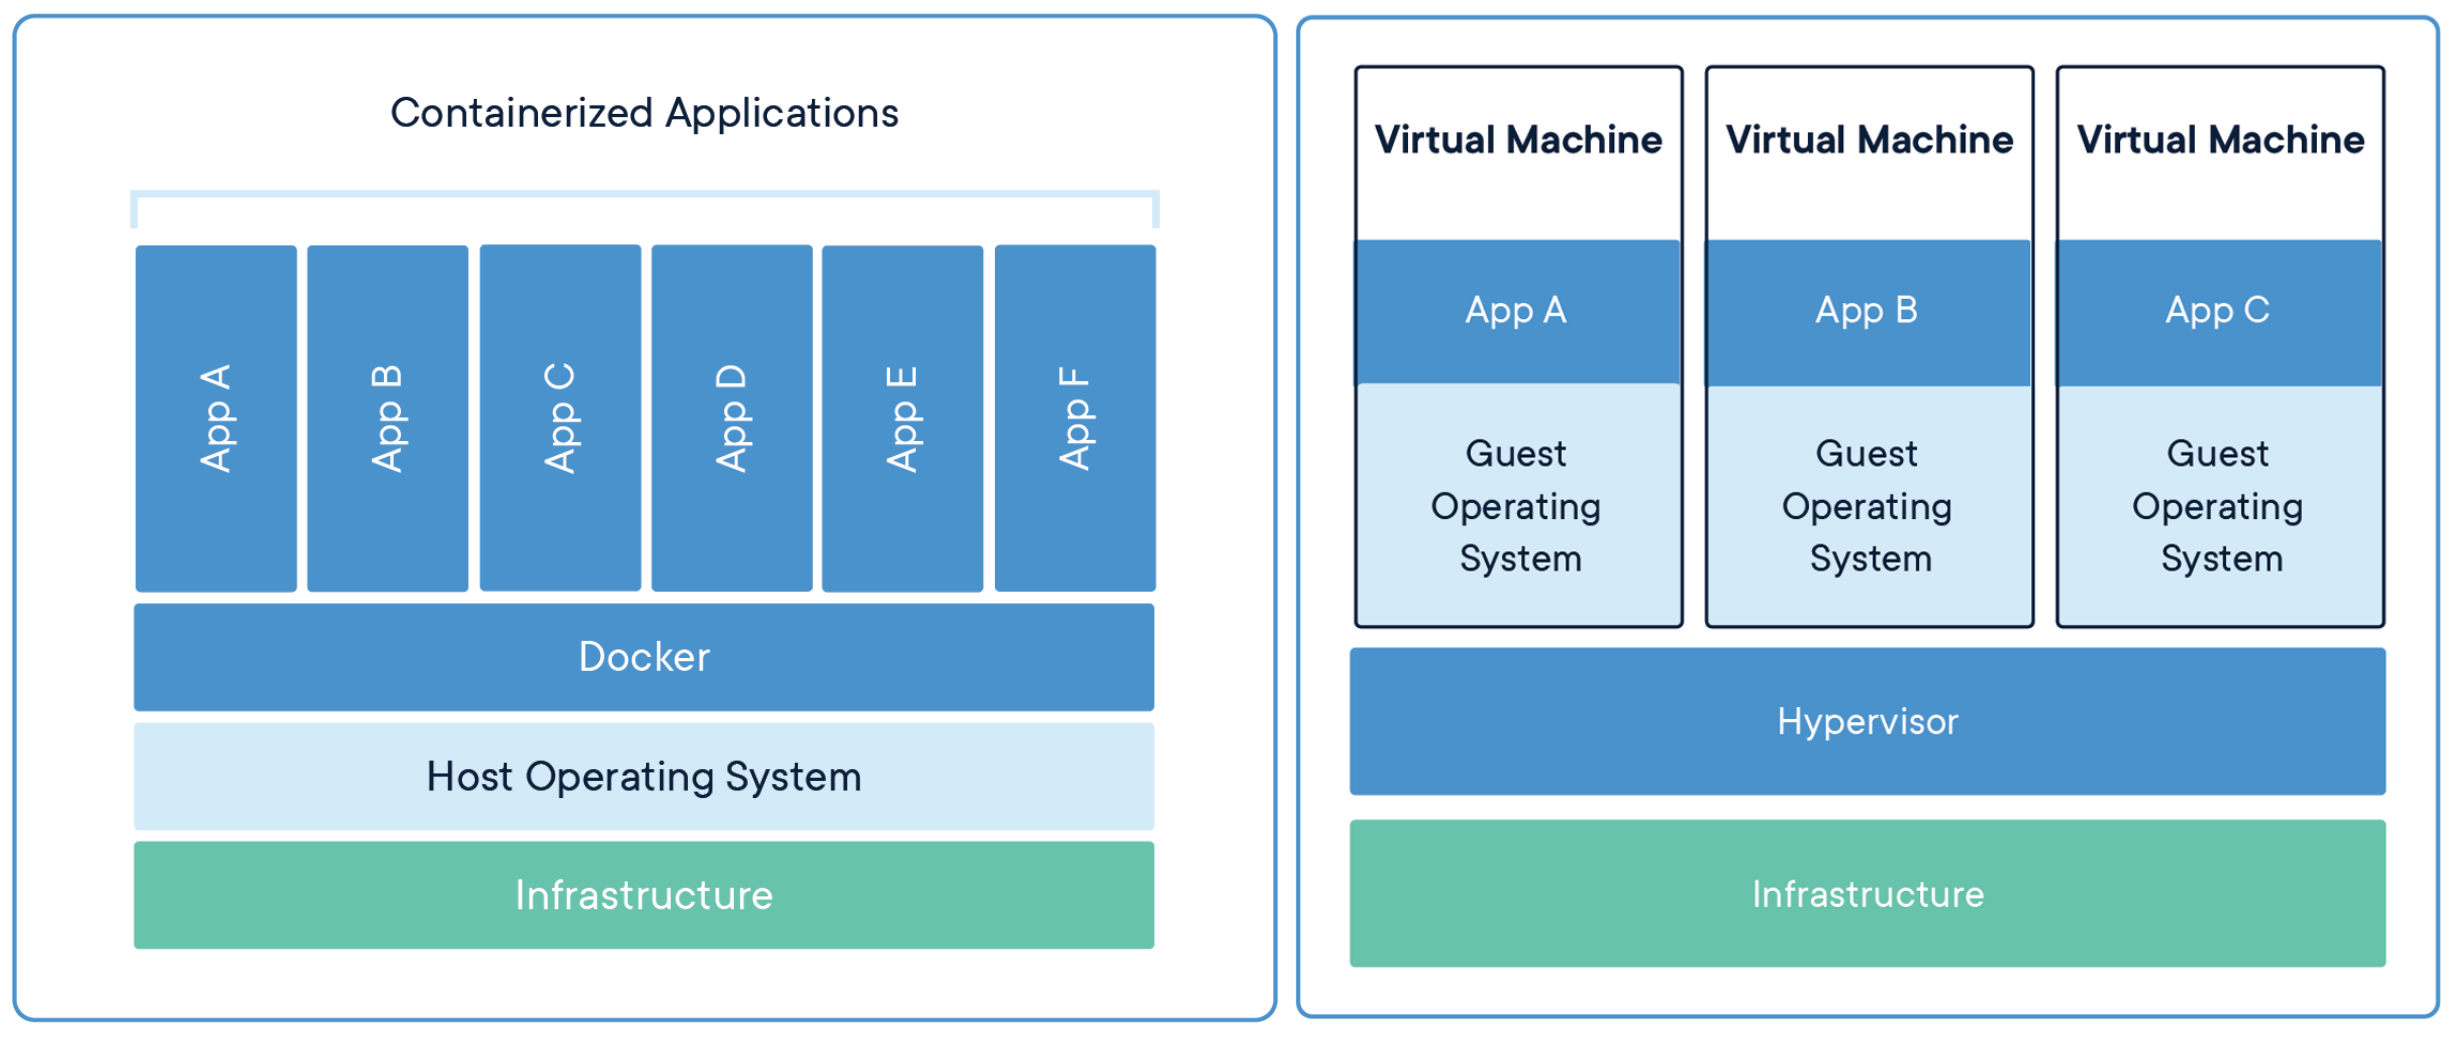 Containerized Applications
App A
App B
App C
App D
App E
App F
Docker
Host Operating System
Infrastructure
Virtual Machine
App A
Guest
Operating
System
Virtual Machine
App B
Guest
Operating
System
Virtual Machine
App C
Guest
Operating
System
Hypervisor
Infrastructure